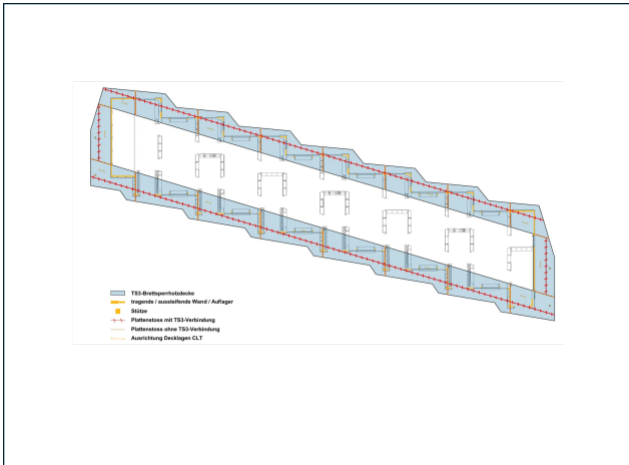 TS3-Brettsperrholzdecke
tragende / aussteifende Wand / Auflager
Stütze
Plattenstoss mit TS3-Verbindung
Plattenstoss ohne TS3-Verbindung
Ausrichtung Decklagen CLT